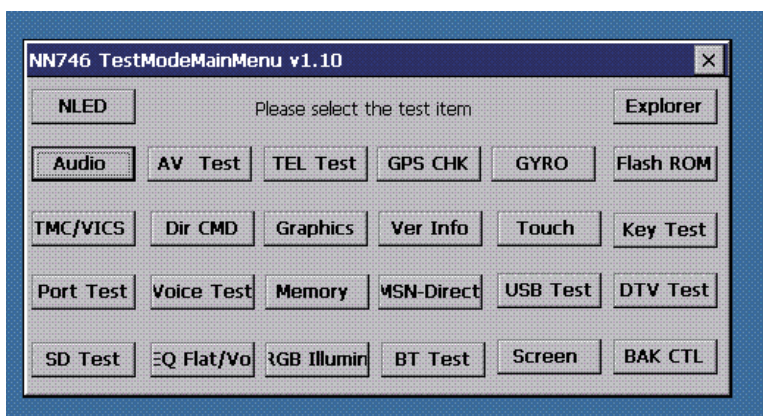 NN746 TestModeMainMenu v1.10
NLED Please select the test item Explorer
Audio AV Test TEL Test GPS CHK GYRO Flash ROM
TMC/VICS Dir CMD Graphics Ver Info Touch Key Test
Port Test Voice Test Memory MSN-Direct USB Test DTV Test
SD Test EQ Flat/Vo RGB Illumin BT Test Screen BAK CTL